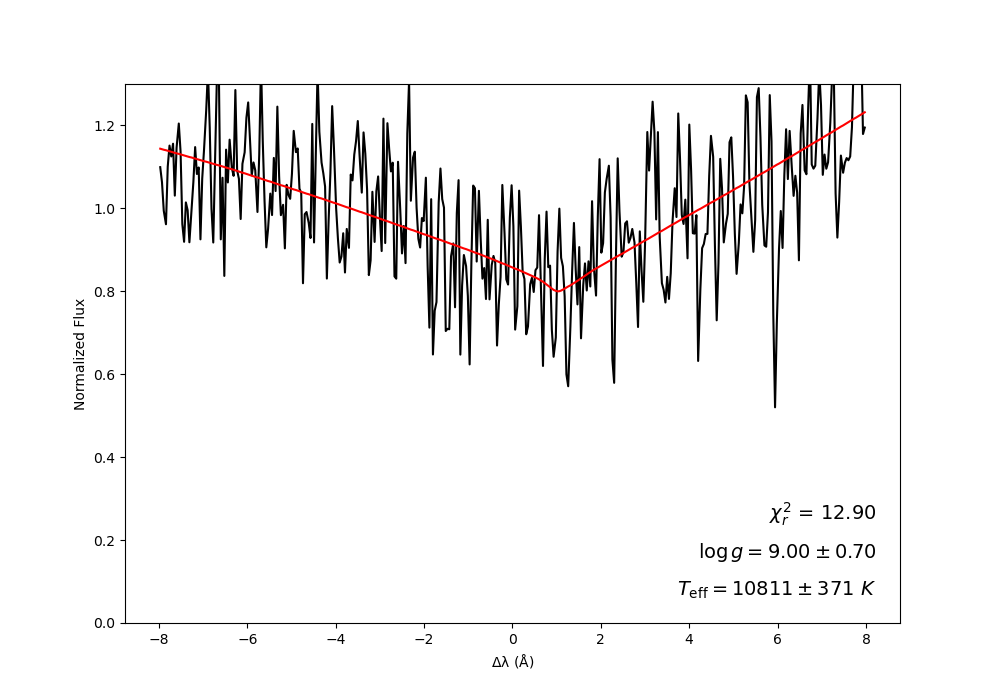 1.2
1.0
0.8
0.6
0.4
0.2
0.0
Normalized Flux
χ²ᵣ = 12.90
log g = 9.00 ± 0.70
T_eff = 10811 ± 371 K
−8 −6 −4 −2 0 2 4 6 8
Δλ (Å)